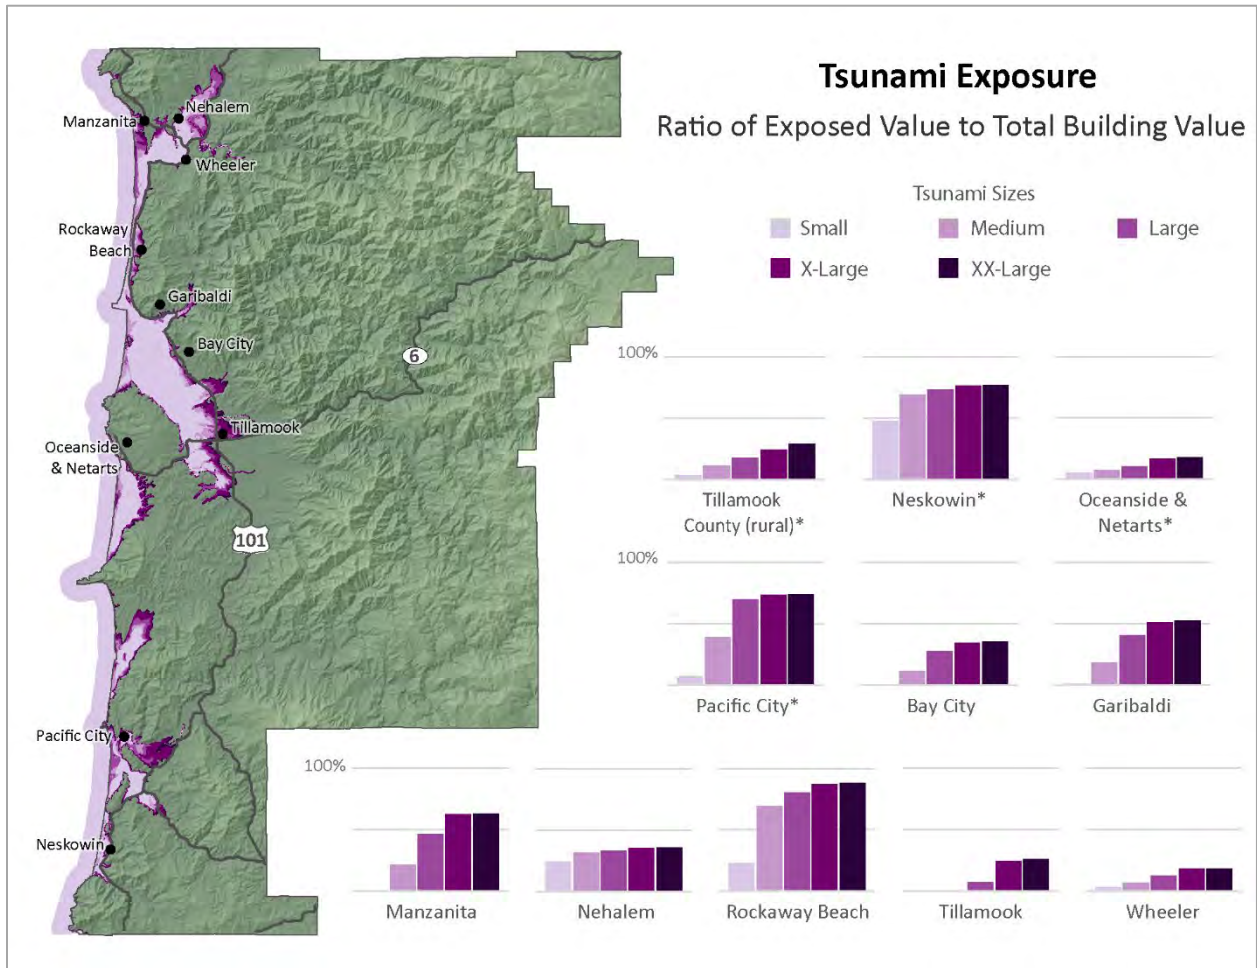 Tsunami Exposure
Ratio of Exposed Value to Total Building Value
Tsunami Sizes
Small
Medium
Large
X-Large
XX-Large
Nehalem
Manzanita
Wheeler
Rockaway
Beach
Garibaldi
Bay City
6
Tillamook
Oceanside
& Netarts
101
Pacific City
Neskowin
100%
Tillamook
County (rural)*
Neskowin*
Oceanside &
Netarts*
100%
Pacific City*
Bay City
Garibaldi
100%
Manzanita
Nehalem
Rockaway Beach
Tillamook
Wheeler